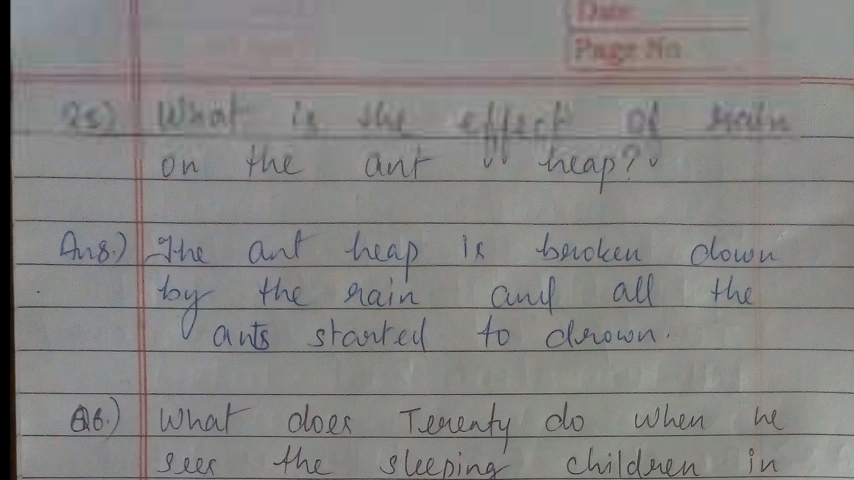 Date
Page No
Q5) What is the effect of rain
on the ant heap?
Ans.) The ant heap is broken down
by the rain and all the
ants started to drown.
Q6.) What does Terenty do when he
sees the sleeping children in